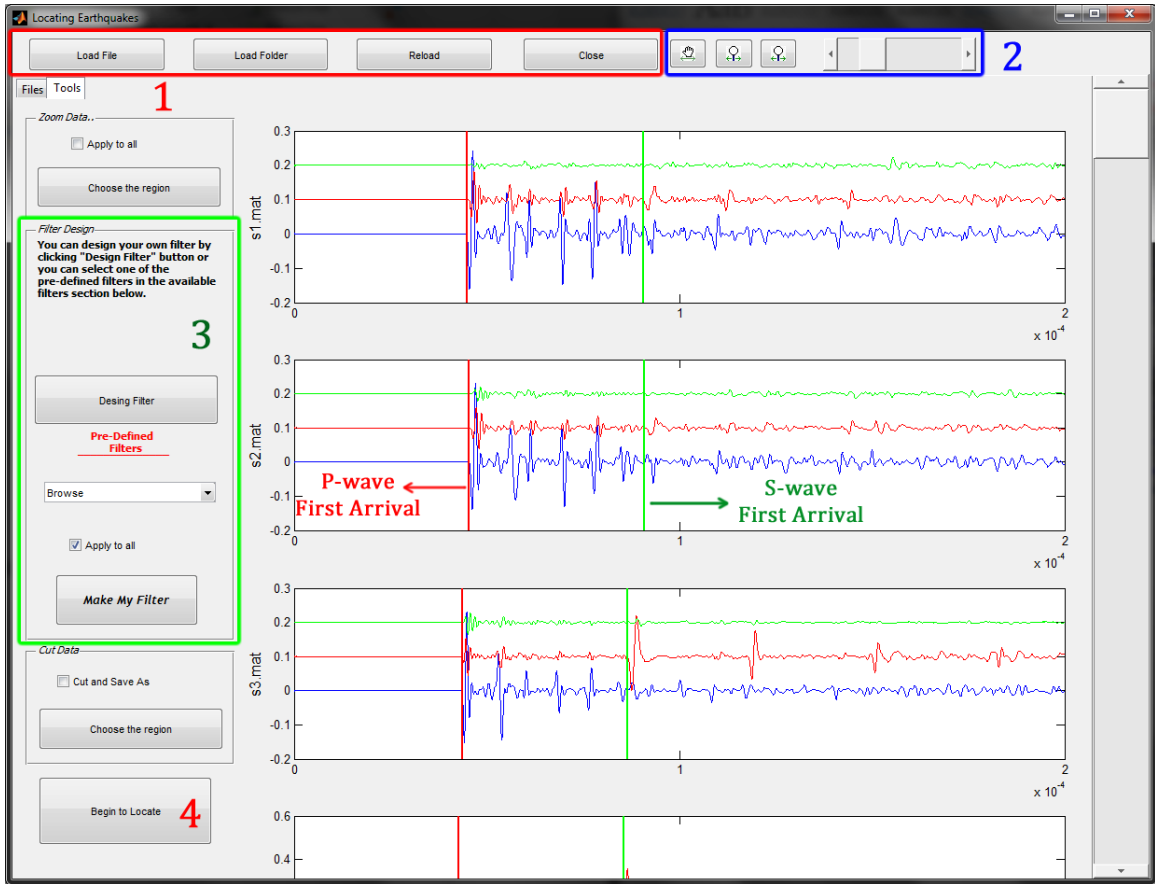 Locating Earthquakes
Load File
Load Folder
Reload
Close
2
Files
Tools
1
Zoom Data..
Apply to all
Choose the region
Filter Design
You can design your own filter by
clicking "Design Filter" button or
you can select one of the
pre-defined filters in the available
filters section below.
3
Desing Filter
Pre-Defined
Filters
Browse
Apply to all
Make My Filter
Cut Data
Cut and Save As
Choose the region
Begin to Locate
4
0.3
0.2
0.1
0
-0.1
-0.2
s1.mat
0
1
2
x 10^-4
0.3
0.2
0.1
0
-0.1
-0.2
s2.mat
P-wave
First Arrival
S-wave
First Arrival
0
1
2
x 10^-4
0.3
0.2
0.1
0
-0.1
-0.2
s3.mat
0
1
2
x 10^-4
0.6
0.4